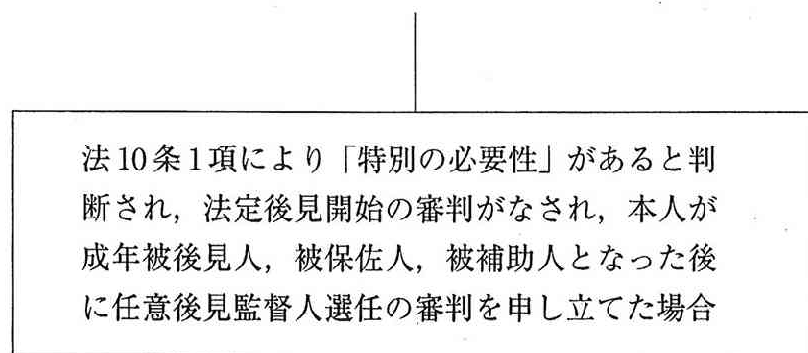 法10条1項により「特別の必要性」があると判
断され，法定後見開始の審判がなされ，本人が
成年被後見人，被保佐人，被補助人となった後
に任意後見監督人選任の審判を申し立てた場合